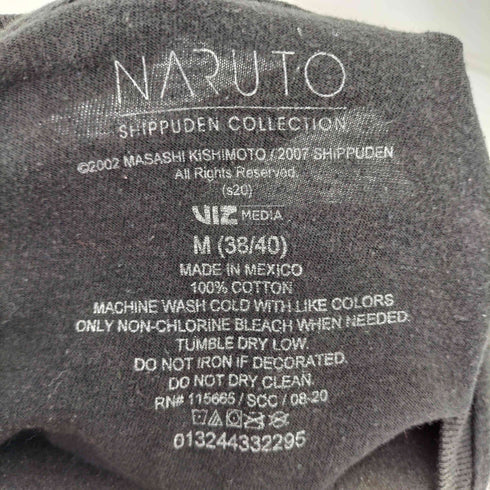 NARUTO
SHIPPUDEN COLLECTION
©2002 MASASHI KISHIMOTO / 2007 SHIPPUDEN
All Rights Reserved.
(s20)
VIZ MEDIA
M (38/40)
MADE IN MEXICO
100% COTTON
MACHINE WASH COLD WITH LIKE COLORS
ONLY NON-CHLORINE BLEACH WHEN NEEDED.
TUMBLE DRY LOW.
DO NOT IRON IF DECORATED.
DO NOT DRY CLEAN.
RN# 115665 / SCC / 08-20
013244332295